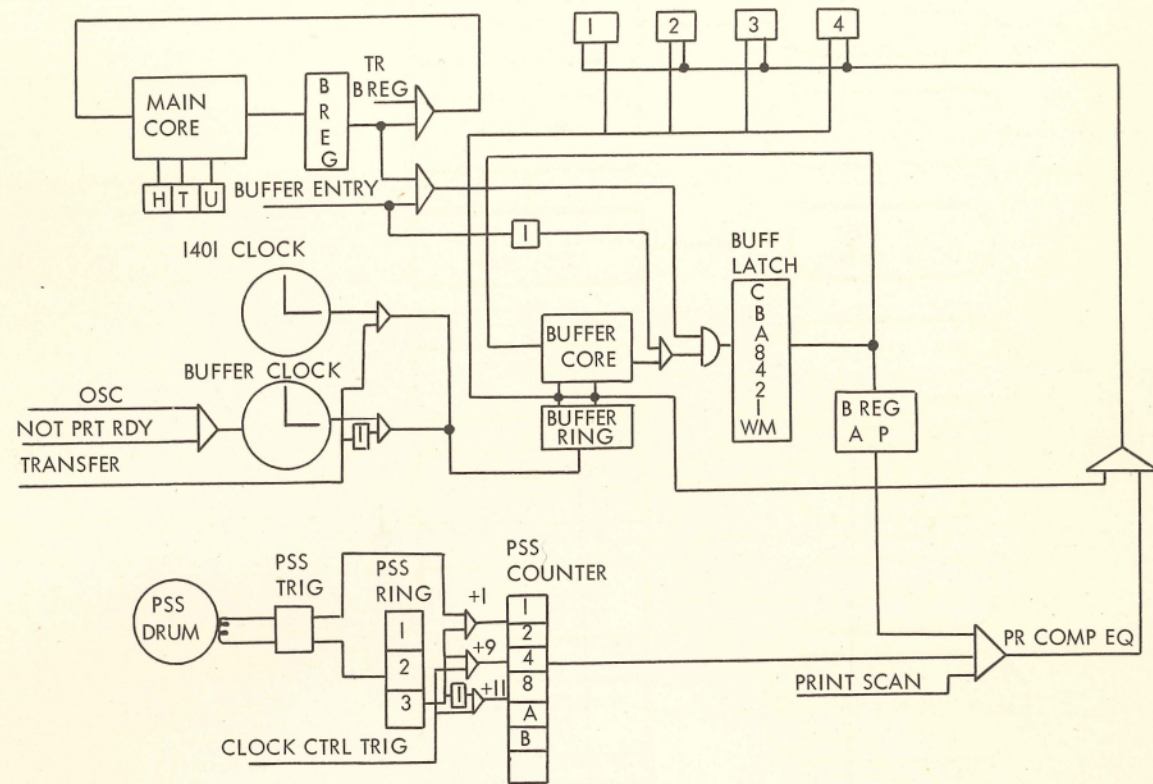 1
2
3
4
MAIN
CORE
H T U
B
R
E
G
TR
B REG
BUFFER ENTRY
I
1401 CLOCK
BUFFER CLOCK
OSC
NOT PRT RDY
TRANSFER
I
BUFFER
CORE
BUFFER
RING
BUFF
LATCH
C
B
A
8
4
2
1
WM
B REG
A P
PSS
DRUM
PSS
TRIG
PSS
RING
1
2
3
+1
+9
I
+11
CLOCK CTRL TRIG
PSS
COUNTER
1
2
4
8
A
B
PRINT SCAN
PR COMP EQ